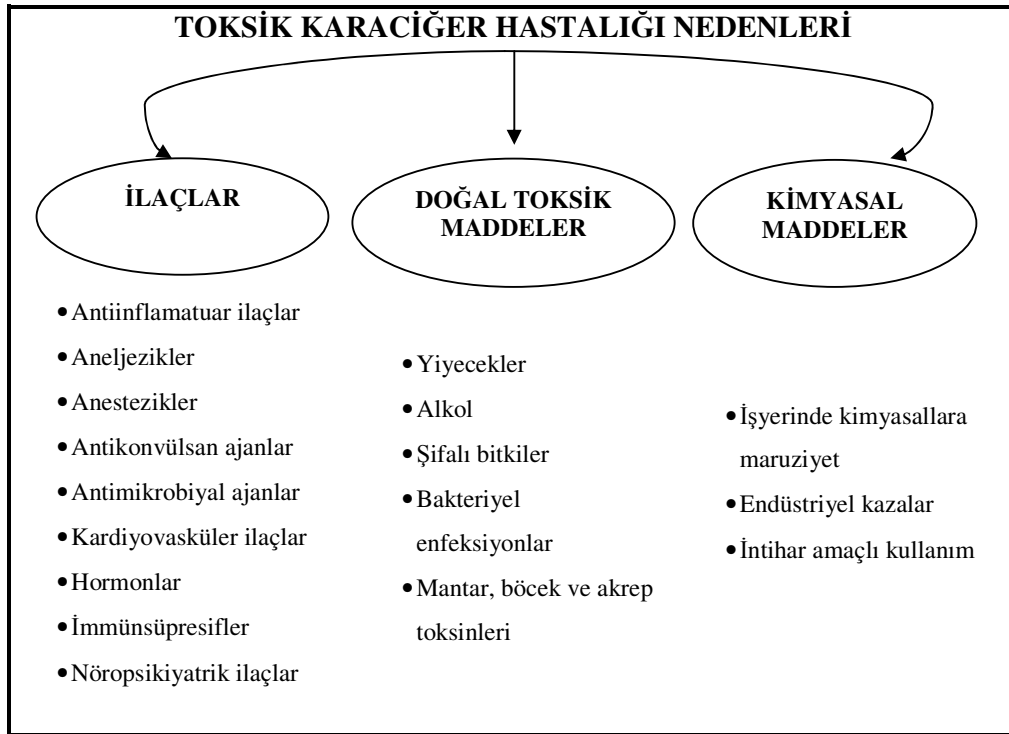 TOKSİK KARACİĞER HASTALIĞI NEDENLERİ
İLAÇLAR
• Antiinflamatuar ilaçlar
• Aneljezikler
• Anestezikler
• Antikonvülsan ajanlar
• Antimikrobiyal ajanlar
• Kardiyovasküler ilaçlar
• Hormonlar
• İmmünsüpresifler
• Nöropsikiyatrik ilaçlar
DOĞAL TOKSİK
MADDELER
• Yiyecekler
• Alkol
• Şifalı bitkiler
• Bakteriyel
enfeksiyonlar
• Mantar, böcek ve akrep
toksinleri
KİMYASAL
MADDELER
• İşyerinde kimyasallara
maruziyet
• Endüstriyel kazalar
• İntihar amaçlı kullanım